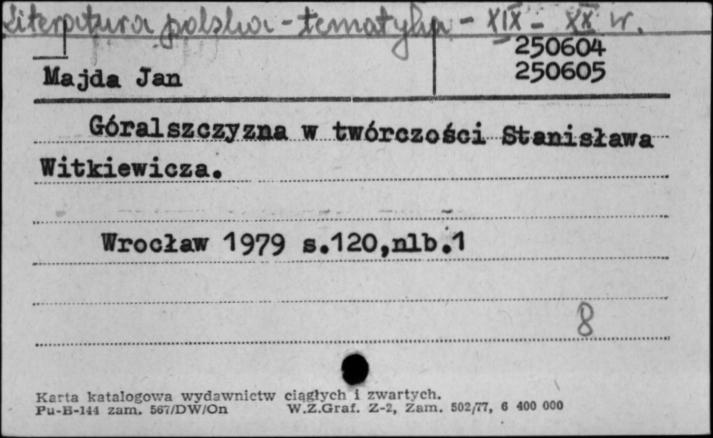 Literatura polska - tematyka - XIX - XX w.
250604
Majda Jan 250605
Góralszczyzna w twórczości Stanisława
Witkiewicza.
Wrocław 1979 s.120,nlb.1
8
Karta katalogowa wydawnictw ciągłych i zwartych.
Pu-B-144 zam. 567/DW/On W.Z.Graf. Z-2, Zam. 502/77, 6 400 000